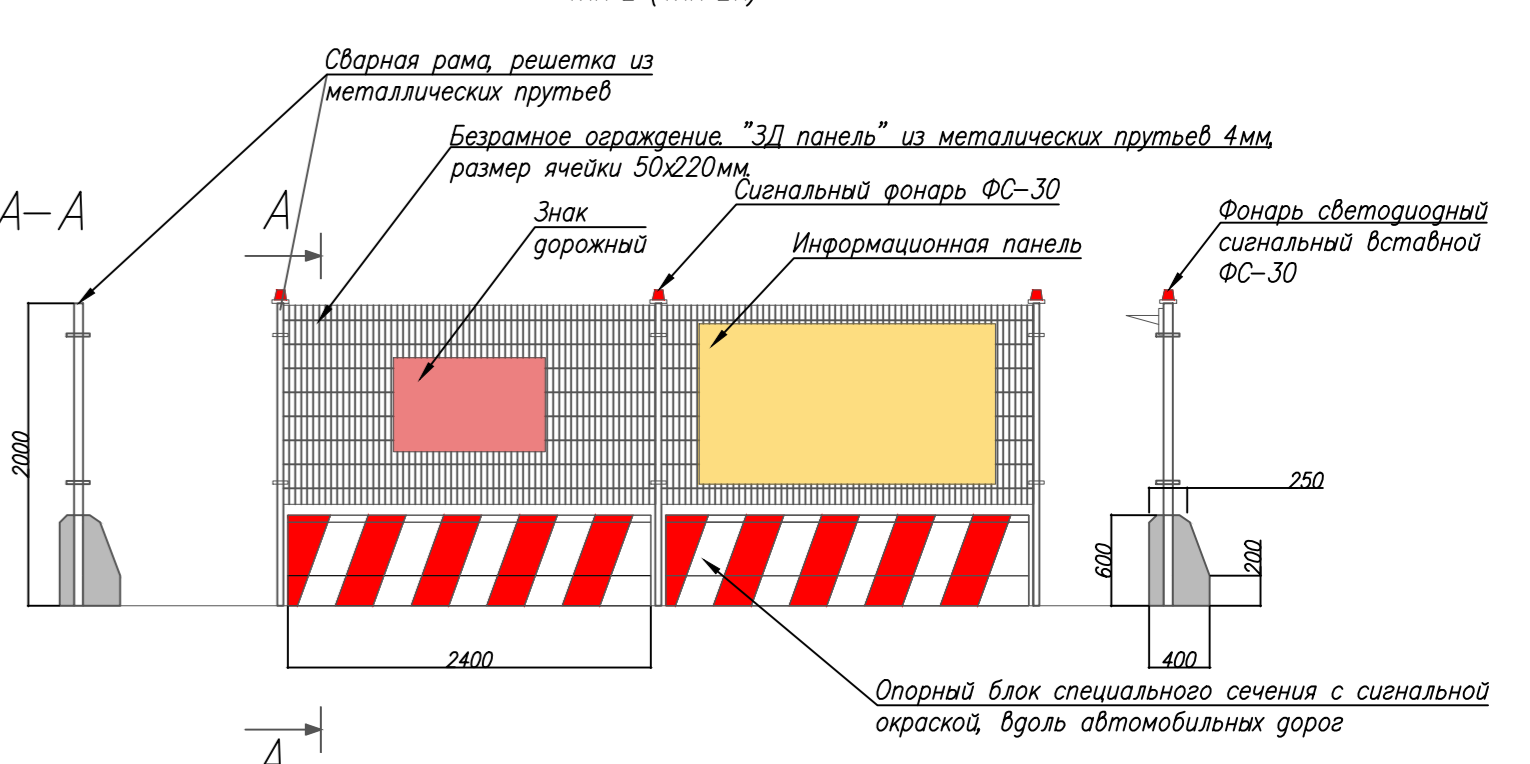 Сварная рама, решетка из
металлических прутьев
Безрамное ограждение. "3Д панель" из металических прутьев 4мм,
размер ячейки 50х220мм.
Сигнальный фонарь ФС-30
А-А
А
Знак
дорожный
Информационная панель
Фонарь светодиодный
сигнальный вставной
ФС-30
2000
250
600
200
2400
400
Опорный блок специального сечения с сигнальной
окраской, вдоль автомобильных дорог
А